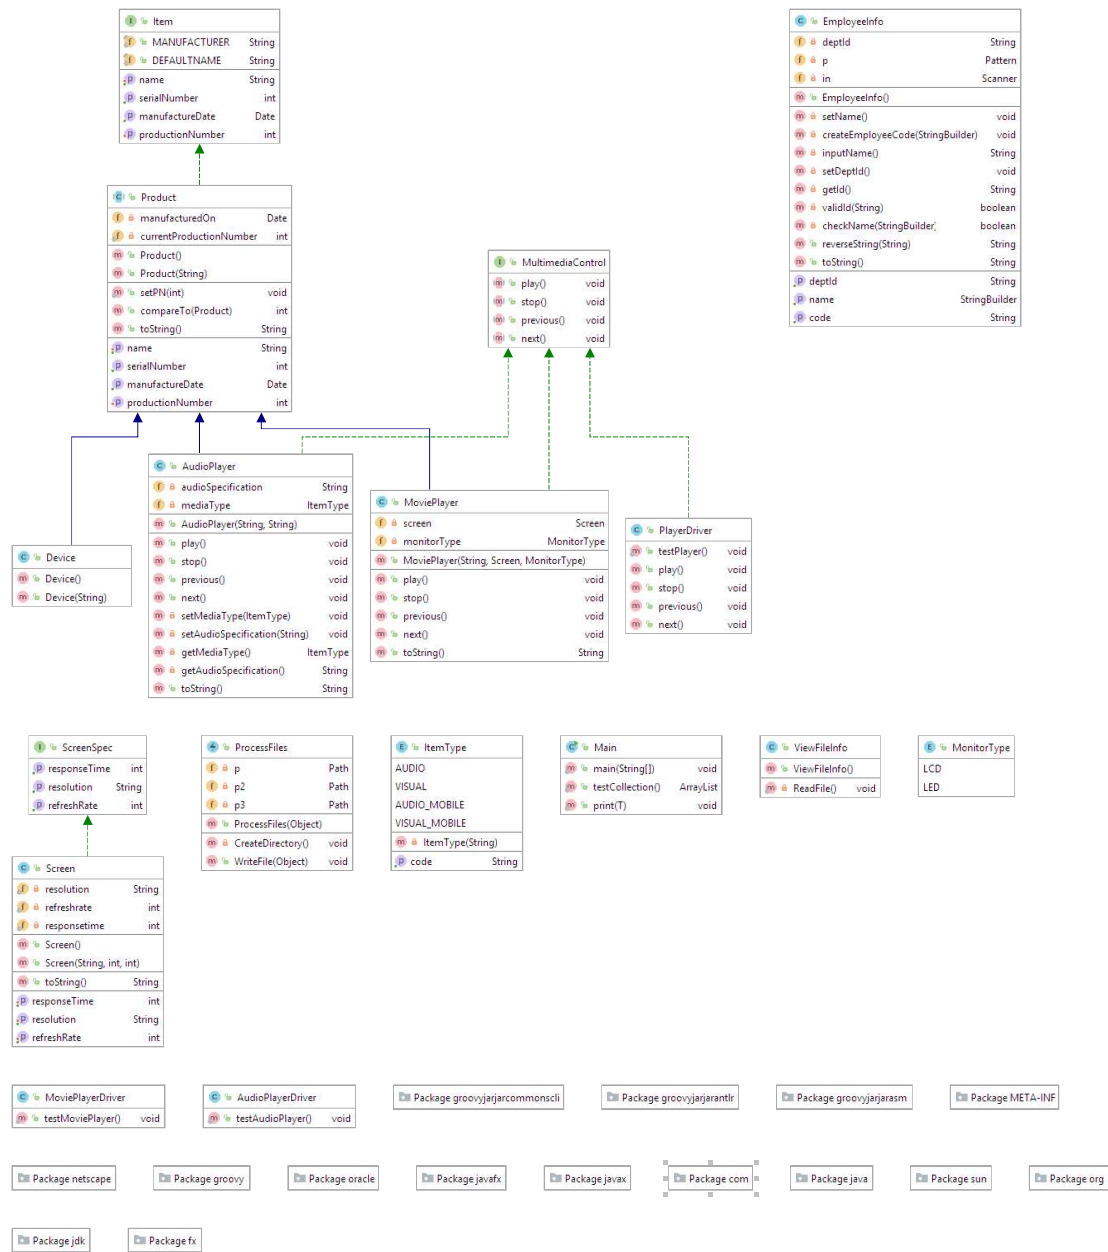 Item
MANUFACTURER String
DEFAULTNAME String
name String
serialNumber int
manufactureDate Date
productionNumber int
EmployeeInfo
deptId String
p Pattern
in Scanner
EmployeeInfo()
setName() void
createEmployeeCode(StringBuilder) void
inputName() String
setDeptId() void
getId() String
validId(String) boolean
checkName(StringBuilder) boolean
reverseString(String) String
toString() String
deptId String
name StringBuilder
code String
Product
manufacturedOn Date
currentProductionNumber int
Product()
Product(String)
setPN(int) void
compareTo(Product) int
toString() String
name String
serialNumber int
manufactureDate Date
productionNumber int
MultimediaControl
play() void
stop() void
previous() void
next() void
Device
Device()
Device(String)
AudioPlayer
audioSpecification String
mediaType ItemType
AudioPlayer(String, String)
play() void
stop() void
previous() void
next() void
setMediaType(ItemType) void
setAudioSpecification(String) void
getMediaType() ItemType
getAudioSpecification() String
toString() String
MoviePlayer
screen Screen
monitorType MonitorType
MoviePlayer(String, Screen, MonitorType)
play() void
stop() void
previous() void
next() void
toString() String
PlayerDriver
testPlayer() void
play() void
stop() void
previous() void
next() void
ScreenSpec
responseTime int
resolution String
refreshRate int
ProcessFiles
p Path
p2 Path
p3 Path
ProcessFiles(Object)
CreateDirectory() void
WriteFile(Object) void
ItemType
AUDIO
VISUAL
AUDIO_MOBILE
VISUAL_MOBILE
ItemType(String)
code String
Main
main(String[]) void
testCollection() ArrayList
print(T) void
ViewFileInfo
ViewFileInfo()
ReadFile() void
MonitorType
LCD
LED
Screen
resolution String
refreshrate int
responsetime int
Screen()
Screen(String, int, int)
toString() String
responseTime int
resolution String
refreshRate int
MoviePlayerDriver
testMoviePlayer() void
AudioPlayerDriver
testAudioPlayer() void
Package groovyjarjarcommonscli
Package groovyjarjarantlr
Package groovyjarjarasm
Package META-INF
Package netscape
Package groovy
Package oracle
Package javafx
Package javax
Package com
Package java
Package sun
Package org
Package jdk
Package fx